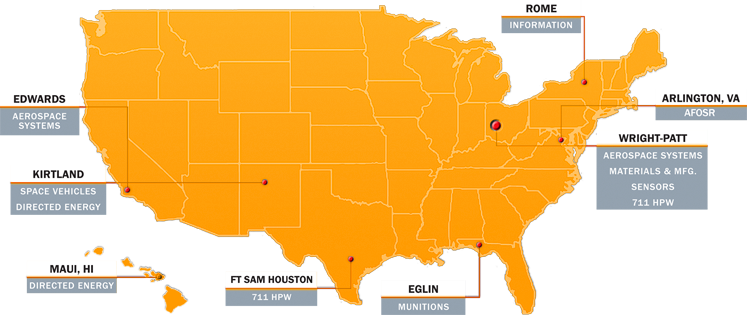 ROME
INFORMATION
EDWARDS
AEROSPACE
SYSTEMS
ARLINGTON, VA
AFOSR
WRIGHT-PATT
AEROSPACE SYSTEMS
MATERIALS & MFG.
SENSORS
711 HPW
KIRTLAND
SPACE VEHICLES
DIRECTED ENERGY
MAUI, HI
DIRECTED ENERGY
FT SAM HOUSTON
711 HPW
EGLIN
MUNITIONS